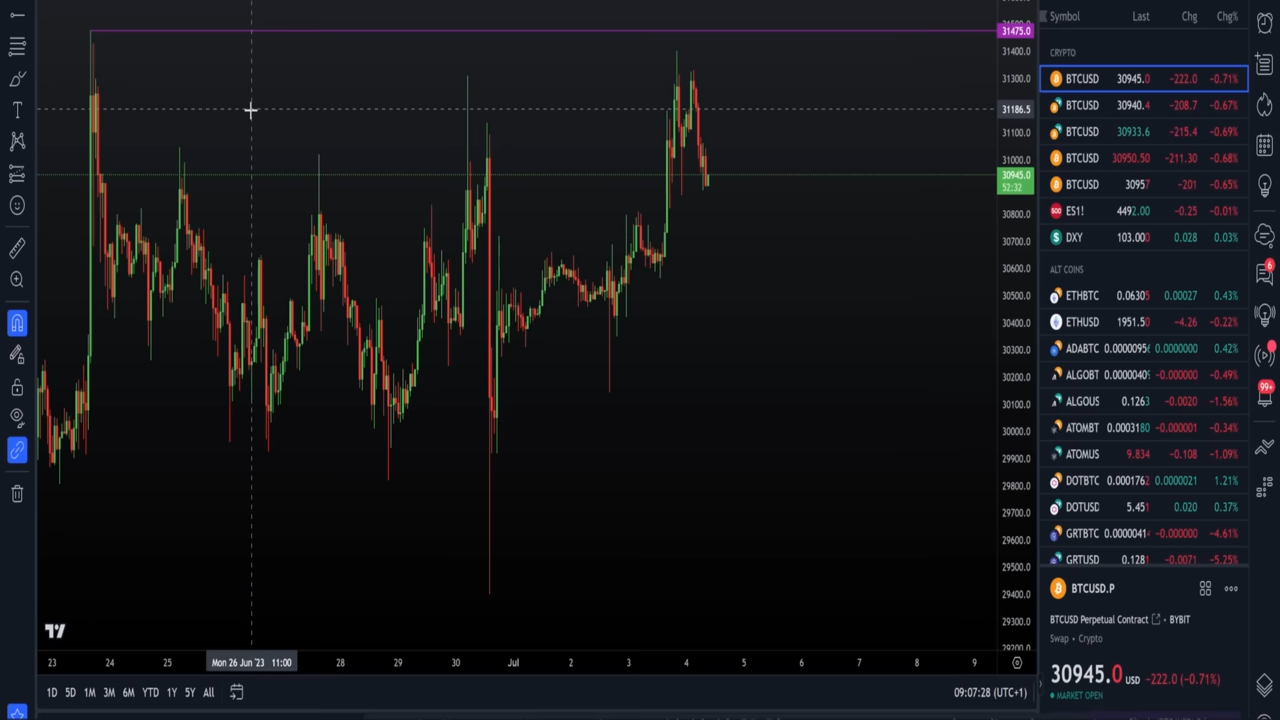 Symbol Last Chg Chg%
31475.0
31400.0
CRYPTO
31300.0
BTCUSD 30945.0 -222.0 -0.71%
31186.5
BTCUSD 30940.4 -208.7 -0.67%
31100.0
BTCUSD 30933.6 -215.4 -0.69%
31000.0
BTCUSD 30950.50 -211.30 -0.68%
30945.0
52:32
BTCUSD 30957 -201 -0.65%
30800.0
ES1! 4492.00 -0.25 -0.01%
30700.0
DXY 103.000 0.028 0.03%
30600.0
ALT COINS
30500.0
ETHBTC 0.06305 0.00027 0.43%
30400.0
ETHUSD 1951.50 -4.26 -0.22%
30300.0
ADABTC 0.0000956 0.0000000 0.42%
30200.0
ALGOBT 0.0000040 -0.000000 -0.49%
30100.0
ALGOUS 0.1263 -0.0020 -1.56%
30000.0
ATOMBT 0.0003180 -0.000001 -0.34%
29900.0
ATOMUS 9.834 -0.108 -1.09%
29800.0
DOTBTC 0.0001762 0.0000021 1.21%
29700.0
DOTUSD 5.451 0.020 0.37%
29600.0
GRTBTC 0.0000041 -0.000000 -4.61%
29500.0
GRTUSD 0.1281 -0.0071 -5.25%
29400.0
BTCUSD.P
29300.0
BTCUSD Perpetual Contract • BYBIT
Swap • Crypto
29200.0
23 24 25 Mon 26 Jun '23 11:00 28 29 30 Jul 2 3 4 5 6 7 8 9
30945.0 USD -222.0 (-0.71%)
MARKET OPEN
1D 5D 1M 3M 6M YTD 1Y 5Y All
09:07:28 (UTC+1)
6
99+